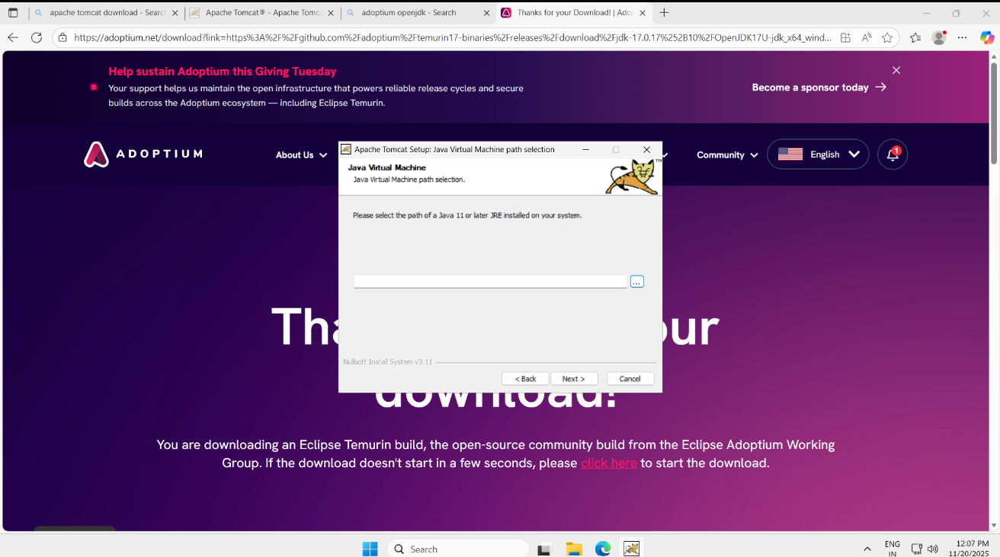 apache tomcat download - Search
Apache Tomcat® - Apache Tomca
adoptium openjdk - Search
Thanks for your Download! | Ado
https://adoptium.net/download?link=https%3A%2F%2Fgithub.com%2Fadoptium%2Ftemurin17-binaries%2Freleases%2Fdownload%2Fjdk-17.0.17%252B10%2FOpenJDK17U-jdk_x64_wind...
Help sustain Adoptium this Giving Tuesday
Your support helps us maintain the open infrastructure that powers reliable release cycles and secure
builds across the Adoptium ecosystem — including Eclipse Temurin.
Become a sponsor today
ADOPTIUM
About Us
Community
English
1
Apache Tomcat Setup: Java Virtual Machine path selection
Java Virtual Machine
Java Virtual Machine path selection.
TM
Please select the path of a Java 11 or later JRE installed on your system.
...
Nullsoft Install System v3.11
< Back
Next >
Cancel
Tha our
download!
You are downloading an Eclipse Temurin build, the open-source community build from the Eclipse Adoptium Working
Group. If the download doesn't start in a few seconds, please click here to start the download.
Search
ENG
IN
12:07 PM
11/20/2025